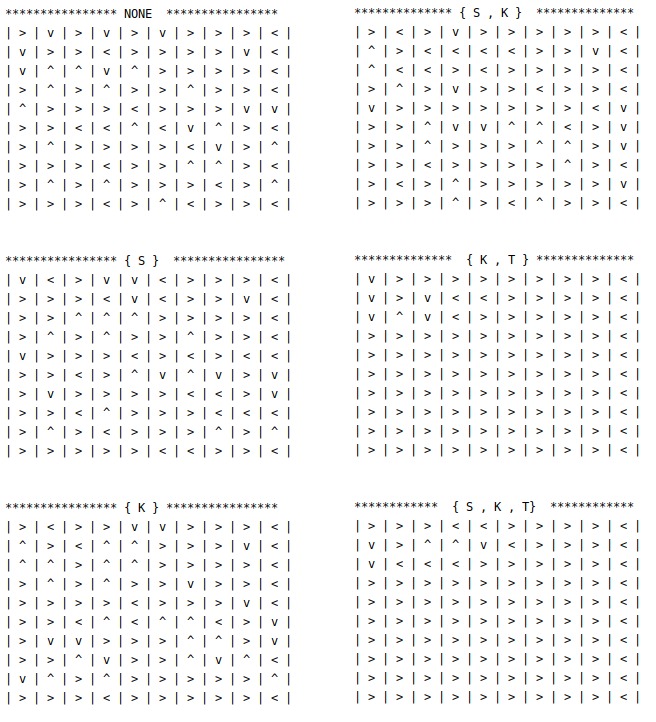 **************** NONE ****************
| > | v | > | v | > | v | > | > | > | < |
| v | > | > | < | > | > | > | > | v | < |
| v | ^ | ^ | v | ^ | > | > | > | > | < |
| > | ^ | > | ^ | > | > | ^ | > | > | < |
| ^ | > | > | > | < | > | > | > | v | v |
| > | > | < | < | ^ | < | v | ^ | > | < |
| > | ^ | > | > | > | > | < | v | > | ^ |
| > | > | > | < | > | > | ^ | ^ | > | < |
| > | ^ | > | ^ | > | > | > | < | > | ^ |
| > | > | > | < | > | ^ | < | > | > | < |
**************** { S } ****************
| v | < | > | v | v | < | > | > | > | < |
| > | > | > | < | v | > | > | > | v | < |
| > | > | ^ | ^ | ^ | > | > | > | > | < |
| > | ^ | > | ^ | > | > | ^ | > | > | < |
| v | > | > | > | < | > | < | > | > | < |
| > | > | < | > | ^ | v | ^ | v | > | v |
| > | v | > | > | > | > | < | < | > | v |
| > | > | < | ^ | > | > | > | < | < | < |
| > | ^ | > | < | > | > | > | ^ | > | ^ |
| > | > | > | > | > | < | < | > | > | < |
**************** { K } ****************
| > | < | > | > | v | v | > | > | > | < |
| ^ | > | < | ^ | ^ | > | > | > | v | < |
| ^ | ^ | > | ^ | ^ | > | > | > | > | < |
| > | ^ | > | ^ | > | > | v | > | > | < |
| > | > | > | > | < | > | > | > | v | < |
| > | > | < | ^ | < | ^ | ^ | < | > | v |
| > | v | v | > | > | > | ^ | ^ | > | v |
| > | > | ^ | v | > | > | ^ | v | ^ | < |
| v | ^ | > | ^ | > | > | > | > | > | ^ |
| > | > | > | < | > | > | > | > | > | < |
************** { S , K } **************
| > | < | > | v | > | > | > | > | > | < |
| ^ | > | < | < | < | < | > | > | v | < |
| ^ | < | < | > | < | > | > | > | > | < |
| > | ^ | > | v | > | > | < | > | > | < |
| v | > | > | > | > | > | > | > | < | v |
| > | > | ^ | v | v | ^ | ^ | < | > | v |
| > | > | ^ | > | > | > | ^ | ^ | > | v |
| > | > | < | > | > | > | > | ^ | > | < |
| > | < | > | ^ | > | > | > | > | > | v |
| > | > | > | ^ | > | < | ^ | > | > | < |
************** { K , T } **************
| v | > | > | > | > | > | > | > | > | < |
| v | > | v | < | < | > | > | > | > | < |
| v | ^ | v | < | > | > | > | > | > | < |
| > | > | > | > | > | > | > | > | > | < |
| > | > | > | > | > | > | > | > | > | < |
| > | > | > | > | > | > | > | > | > | < |
| > | > | > | > | > | > | > | > | > | < |
| > | > | > | > | > | > | > | > | > | < |
| > | > | > | > | > | > | > | > | > | < |
| > | > | > | > | > | > | > | > | > | < |
************ { S , K , T} ************
| > | > | > | < | < | > | > | > | > | < |
| v | > | ^ | ^ | v | < | > | > | > | < |
| v | < | < | < | > | > | > | > | > | < |
| > | > | > | > | > | > | > | > | > | < |
| > | > | > | > | > | > | > | > | > | < |
| > | > | > | > | > | > | > | > | > | < |
| > | > | > | > | > | > | > | > | > | < |
| > | > | > | > | > | > | > | > | > | < |
| > | > | > | > | > | > | > | > | > | < |
| > | > | > | > | > | > | > | > | > | < |